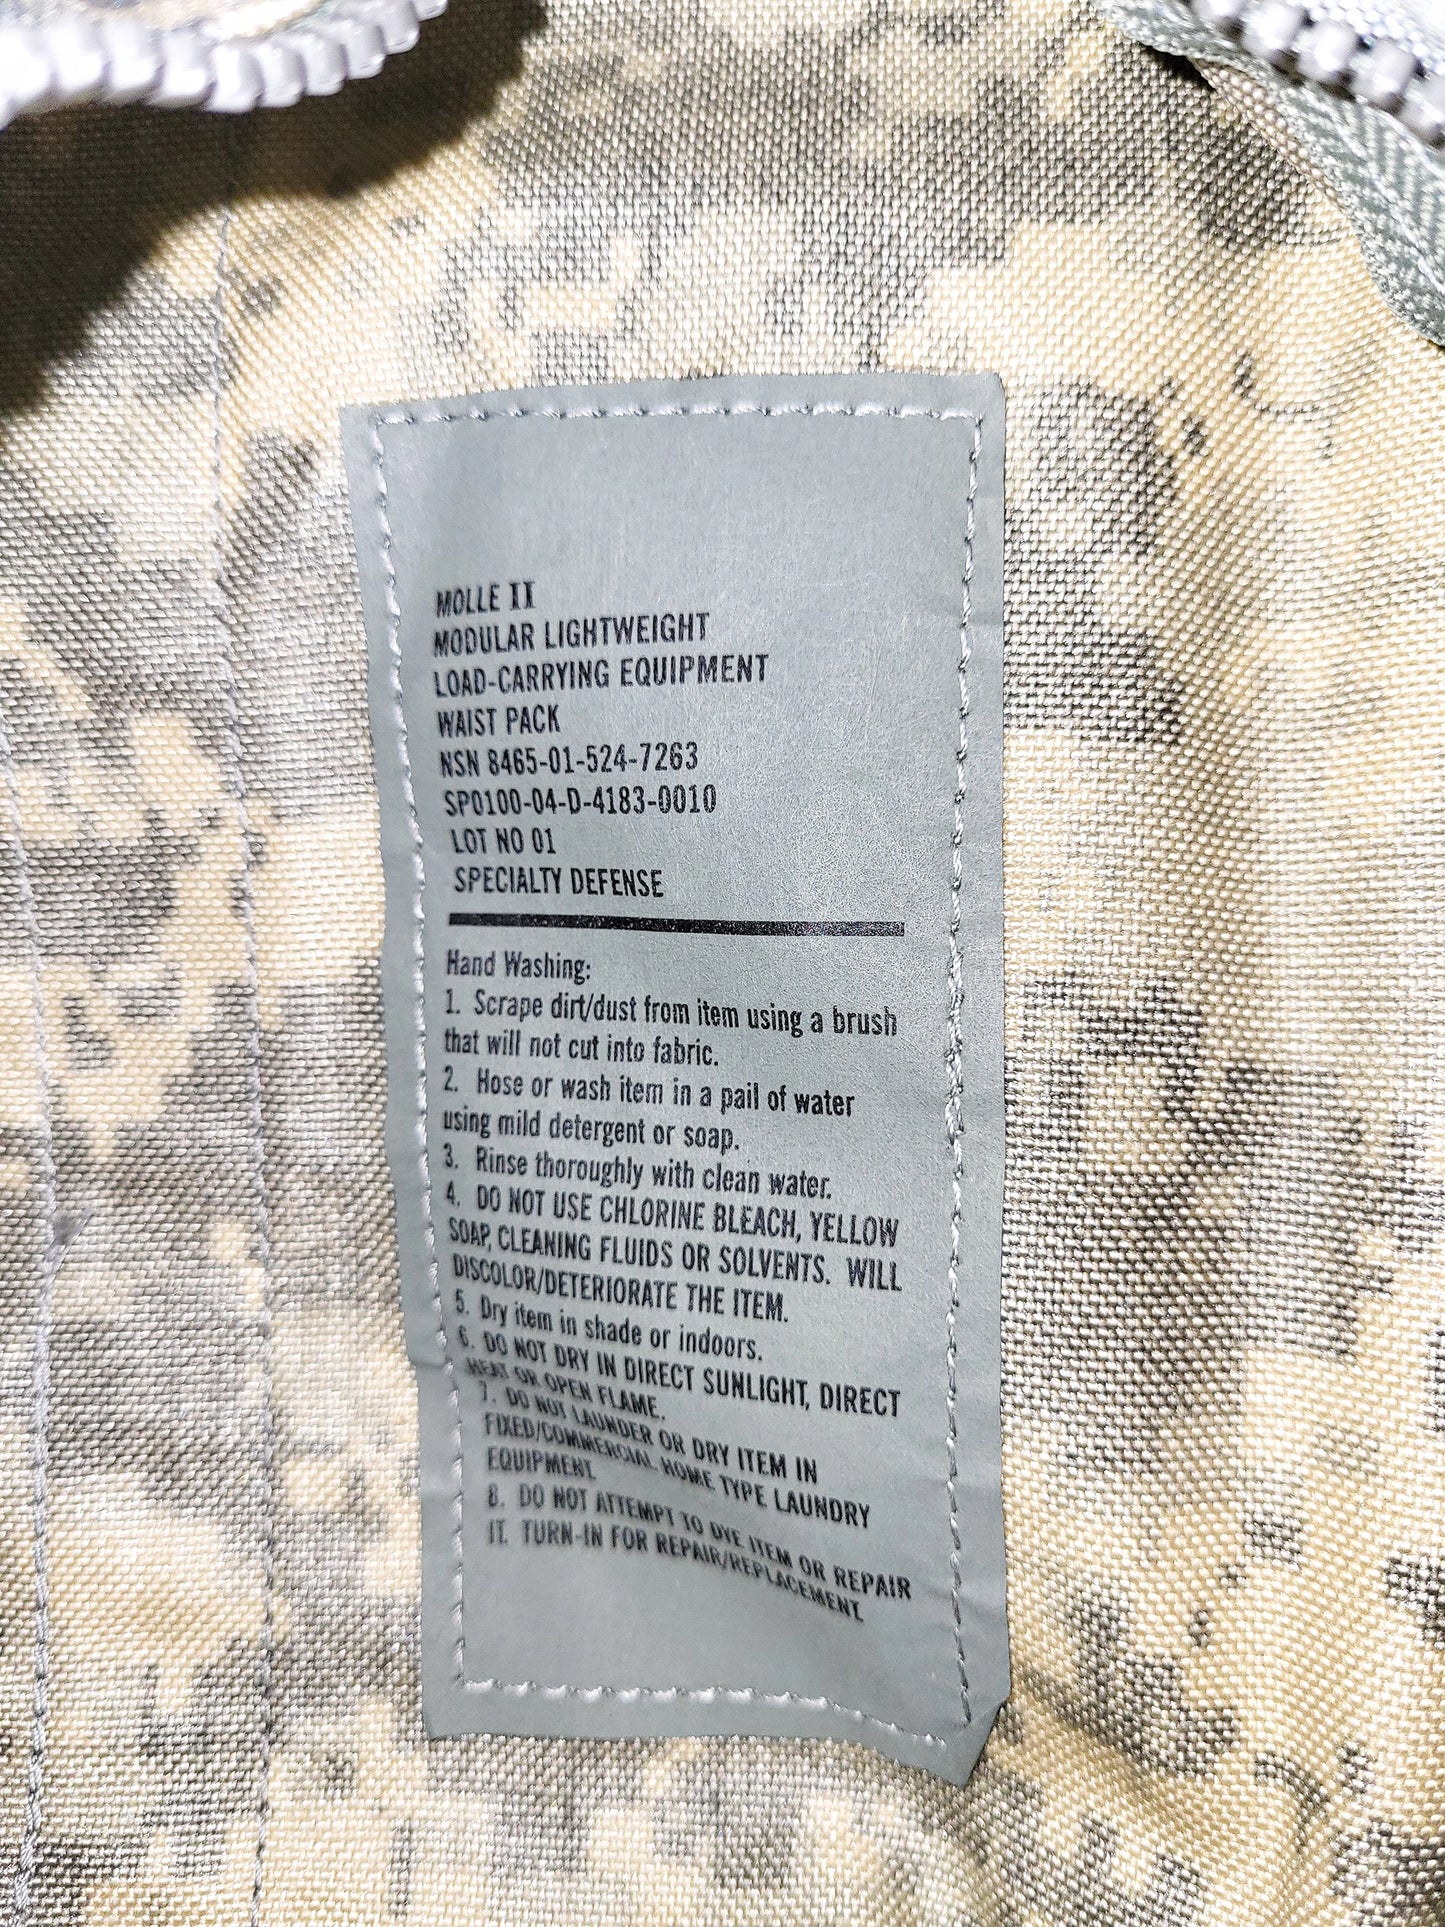 MOLLE II
MODULAR LIGHTWEIGHT
LOAD-CARRYING EQUIPMENT
WAIST PACK
NSN 8465-01-524-7263
SP0100-04-D-4183-0010
LOT NO 01
SPECIALTY DEFENSE
Hand Washing:
1. Scrape dirt/dust from item using a brush
that will not cut into fabric.
2. Hose or wash item in a pail of water
using mild detergent or soap.
3. Rinse thoroughly with clean water.
4. DO NOT USE CHLORINE BLEACH, YELLOW
SOAP, CLEANING FLUIDS OR SOLVENTS. WILL
DISCOLOR/DETERIORATE THE ITEM.
5. Dry item in shade or indoors.
6. DO NOT DRY IN DIRECT SUNLIGHT, DIRECT
HEAT OR OPEN FLAME.
7. DO NOT LAUNDER OR DRY ITEM IN
FIXED/COMMERCIAL HOME TYPE LAUNDRY
EQUIPMENT.
8. DO NOT ATTEMPT TO DYE ITEM OR REPAIR
IT. TURN-IN FOR REPAIR/REPLACEMENT.